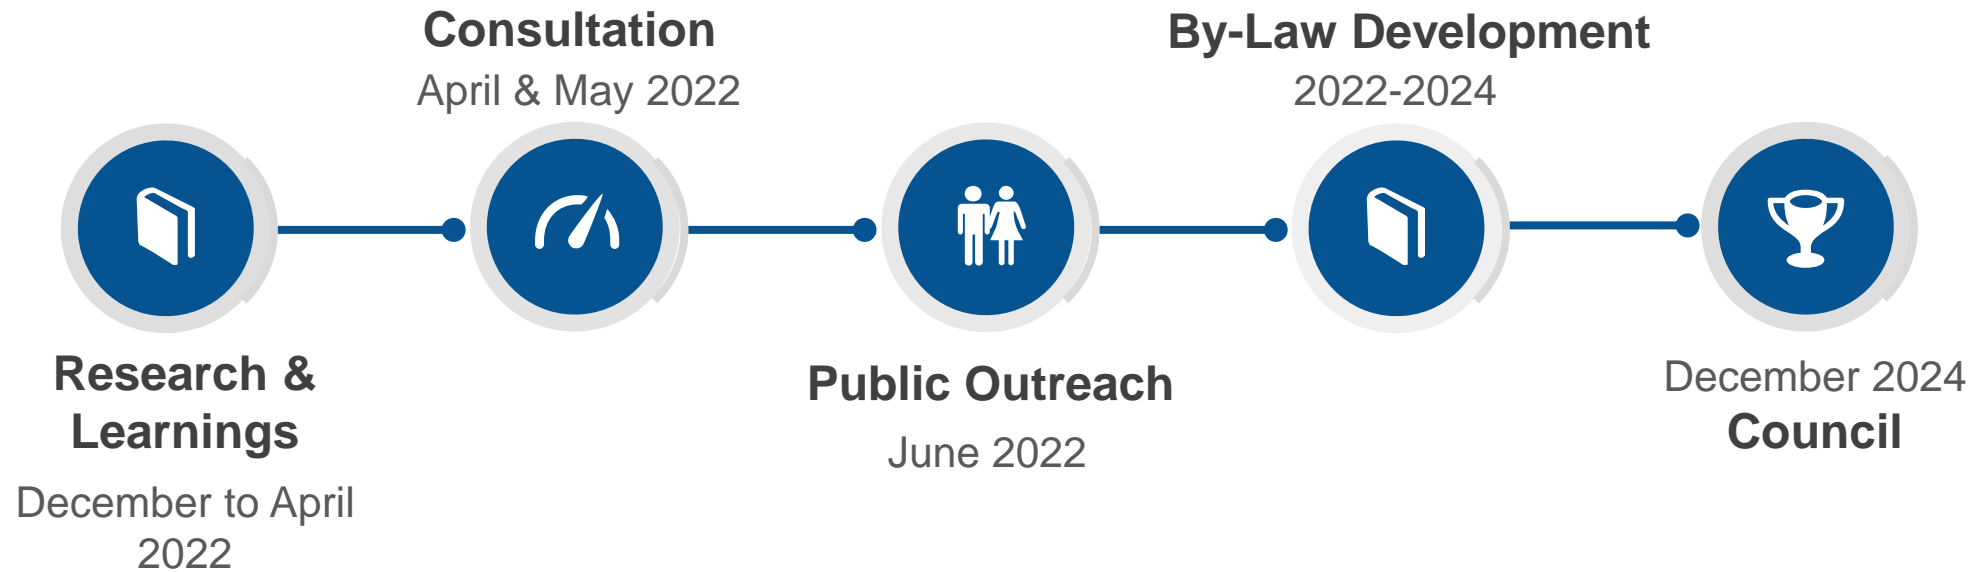 Research &
Learnings
December to April
2022
Consultation
April & May 2022
Public Outreach
June 2022
By-Law Development
2022-2024
December 2024
Council